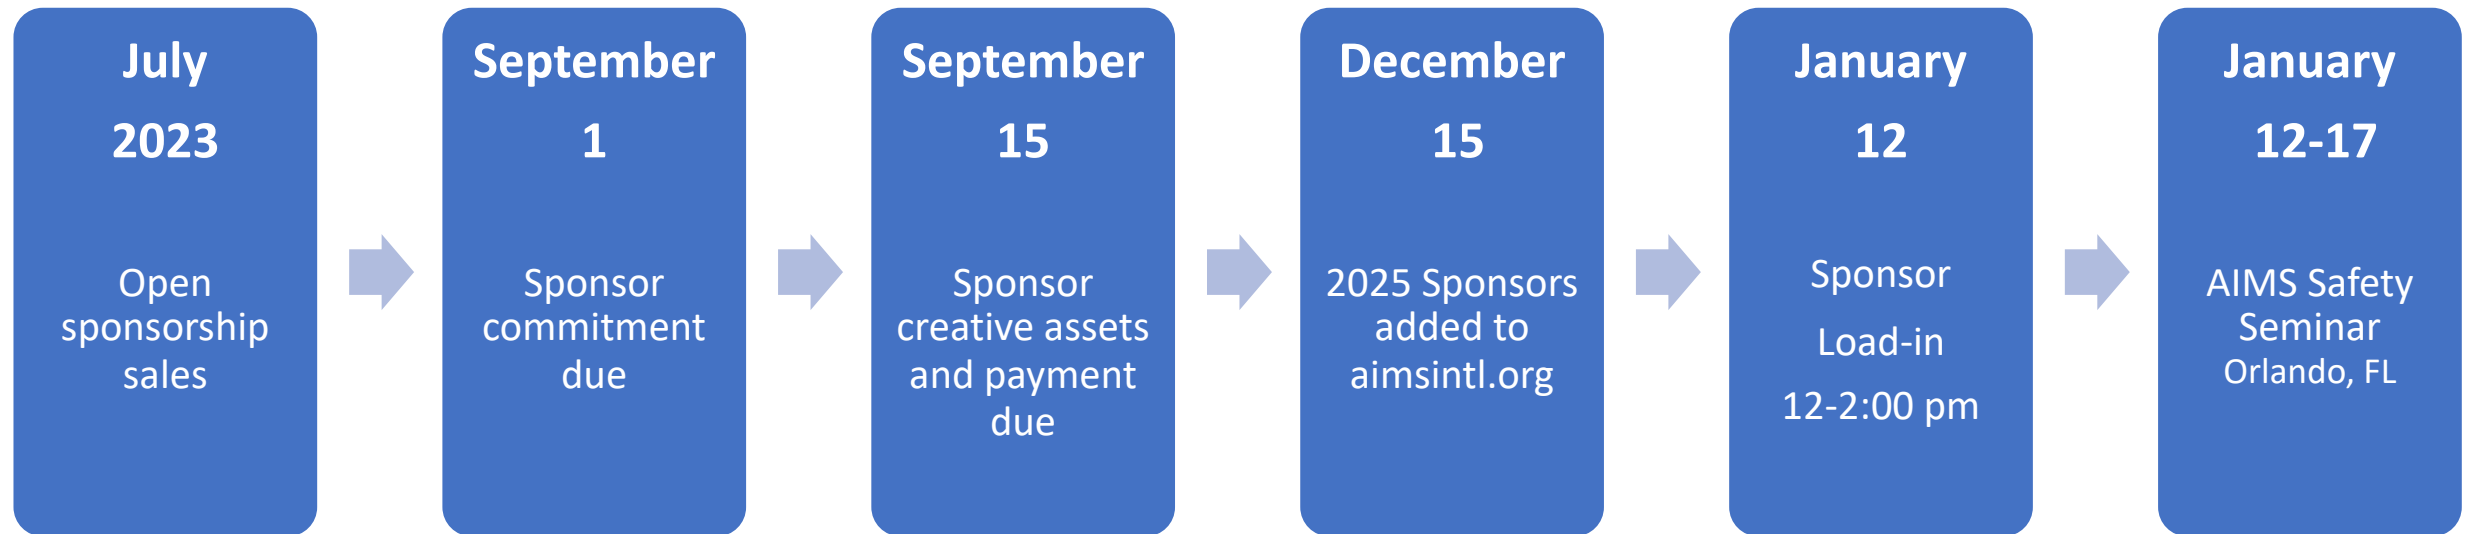 July
2023
Open
sponsorship
sales
September
1
Sponsor
commitment
due
September
15
Sponsor
creative assets
and payment
due
December
15
2025 Sponsors
added to
aimsintl.org
January
12
Sponsor
Load-in
12-2:00 pm
January
12-17
AIMS Safety
Seminar
Orlando, FL